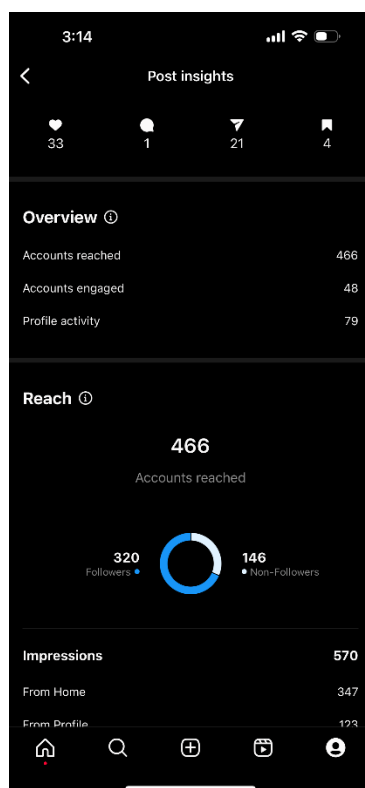 3:14
Post insights
33 1 21 4
Overview
Accounts reached 466
Accounts engaged 48
Profile activity 79
Reach
466
Accounts reached
320 146
Followers Non-Followers
Impressions 570
From Home 347
From Profile 123